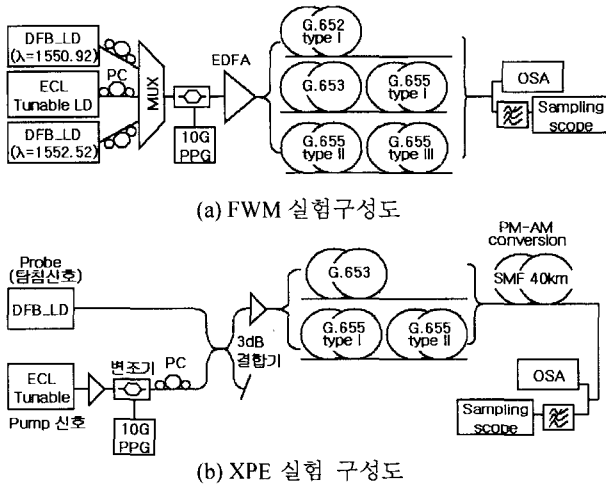 DFB_LD
(λ=1550.92)
PC
ECL
Tunable LD
DFB_LD
(λ=1552.52)
MUX
10G
PPG
EDFA
G.652
type I
G.653
G.655
type I
G.655
type II
G.655
type III
OSA
Sampling
scope
(a) FWM 실험구성도
Probe
(탐침신호)
DFB_LD
ECL
Tunable
Pump 신호
변조기
PC
10G
PPG
3dB
결합기
G.653
G.655
type I
G.655
type II
PM-AM
conversion
SMF 40km
OSA
Sampling
scope
(b) XPE 실험 구성도